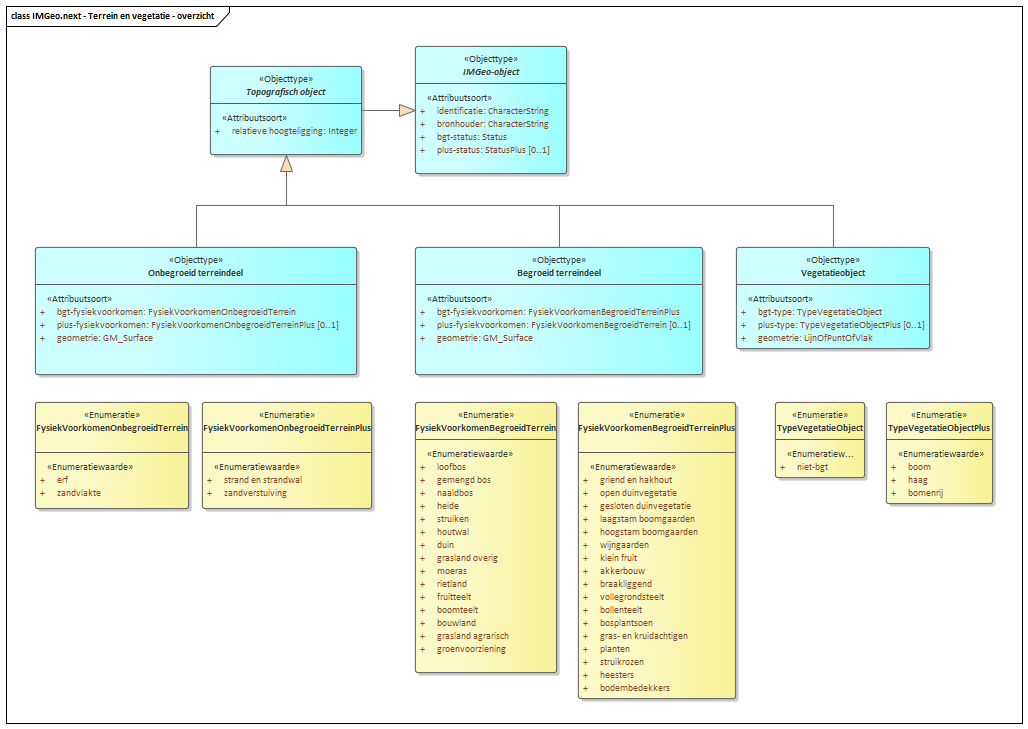 class IMGeo.next - Terrein en vegetatie - overzicht
«Objecttype»
IMGeo-object
«Attribuutsoort»
+ identificatie: CharacterString
+ bronhouder: CharacterString
+ bgt-status: Status
+ plus-status: StatusPlus [0..1]
«Objecttype»
Topografisch object
«Attribuutsoort»
+ relatieve hoogteligging: Integer
«Objecttype»
Onbegroeid terreindeel
«Attribuutsoort»
+ bgt-fysiekvoorkomen: FysiekVoorkomenOnbegroeidTerrein
+ plus-fysiekvoorkomen: FysiekVoorkomenOnbegroeidTerreinPlus [0..1]
+ geometrie: GM_Surface
«Objecttype»
Begroeid terreindeel
«Attribuutsoort»
+ bgt-fysiekvoorkomen: FysiekVoorkomenBegroeidTerreinPlus
+ plus-fysiekvoorkomen: FysiekVoorkomenBegroeidTerrein [0..1]
+ geometrie: GM_Surface
«Objecttype»
Vegetatieobject
«Attribuutsoort»
+ bgt-type: TypeVegetatieObject
+ plus-type: TypeVegetatieObjectPlus [0..1]
+ geometrie: LijnOfPuntOfVlak
«Enumeratie»
FysiekVoorkomenOnbegroeidTerrein
«Enumeratiewaarde»
+ erf
+ zandvlakte
«Enumeratie»
FysiekVoorkomenOnbegroeidTerreinPlus
«Enumeratiewaarde»
+ strand en strandwal
+ zandverstuiving
«Enumeratie»
FysiekVoorkomenBegroeidTerrein
«Enumeratiewaarde»
+ loofbos
+ gemengd bos
+ naaldbos
+ heide
+ struiken
+ houtwal
+ duin
+ grasland overig
+ moeras
+ rietland
+ fruitteelt
+ boomteelt
+ bouwland
+ grasland agrarisch
+ groenvoorziening
«Enumeratie»
FysiekVoorkomenBegroeidTerreinPlus
«Enumeratiewaarde»
+ griend en hakhout
+ open duinvegetatie
+ gesloten duinvegetatie
+ laagstam boomgaarden
+ hoogstam boomgaarden
+ wijngaarden
+ klein fruit
+ akkerbouw
+ braakliggend
+ vollegrondsteelt
+ bollenteelt
+ bosplantsoen
+ gras- en kruidachtigen
+ planten
+ struikrozen
+ heesters
+ bodembedekkers
«Enumeratie»
TypeVegetatieObject
«Enumeratiew...
+ niet-bgt
«Enumeratie»
TypeVegetatieObjectPlus
«Enumeratiewaarde»
+ boom
+ haag
+ bomenrij